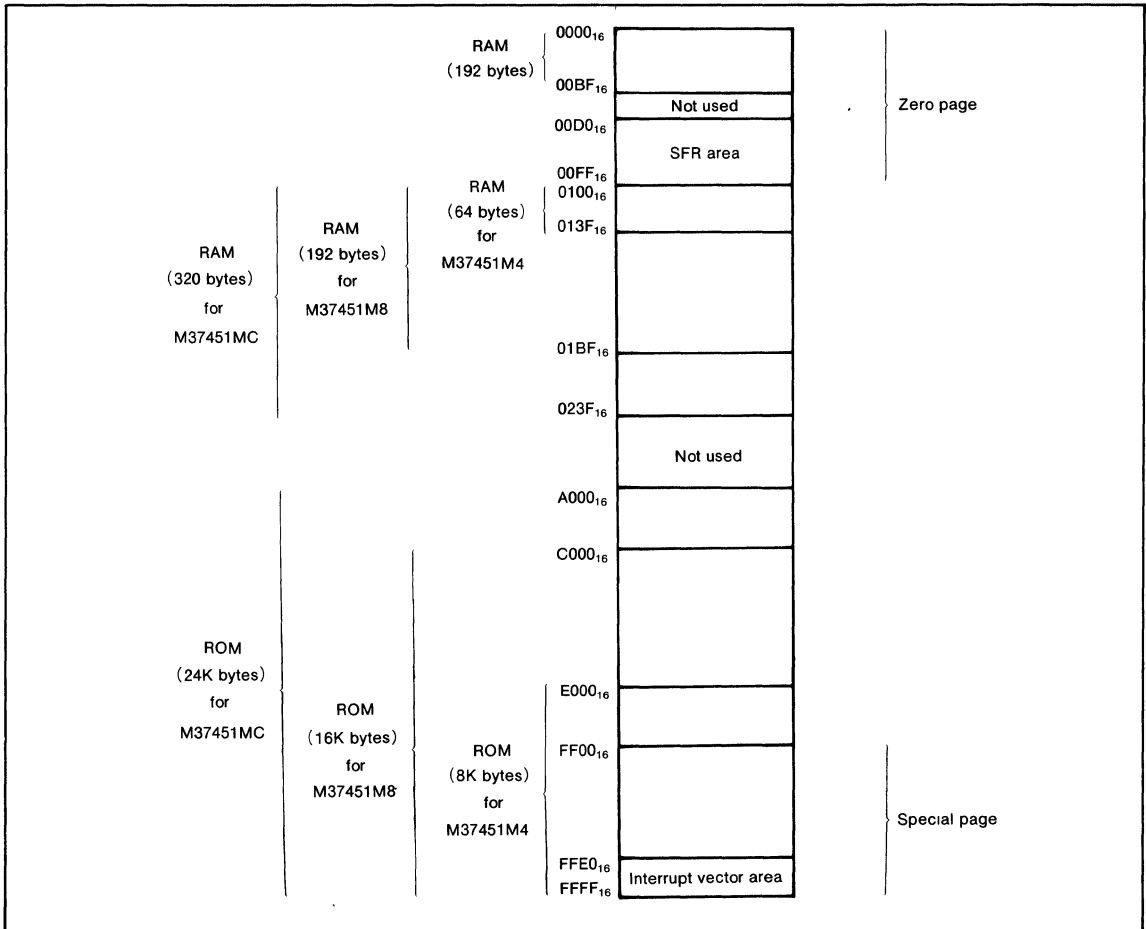 RAM
(192 bytes)
0000₁₆
00BF₁₆
Not used
Zero page
00D0₁₆
SFR area
00FF₁₆
0100₁₆
013F₁₆
RAM
(64 bytes)
for
M37451M4
RAM
(192 bytes)
for
M37451M8
RAM
(320 bytes)
for
M37451MC
01BF₁₆
023F₁₆
Not used
A000₁₆
C000₁₆
ROM
(24K bytes)
for
M37451MC
ROM
(16K bytes)
for
M37451M8
ROM
(8K bytes)
for
M37451M4
E000₁₆
FF00₁₆
Special page
FFE0₁₆
Interrupt vector area
FFFF₁₆